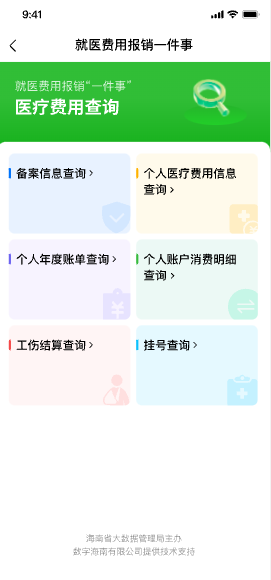 9:41
就医费用报销一件事
就医费用报销“一件事”
医疗费用查询
备案信息查询
个人医疗费用信息
查询
个人年度账单查询
个人账户消费明细
查询
工伤结算查询
挂号查询
海南省大数据管理局主办
数字海南有限公司提供技术支持